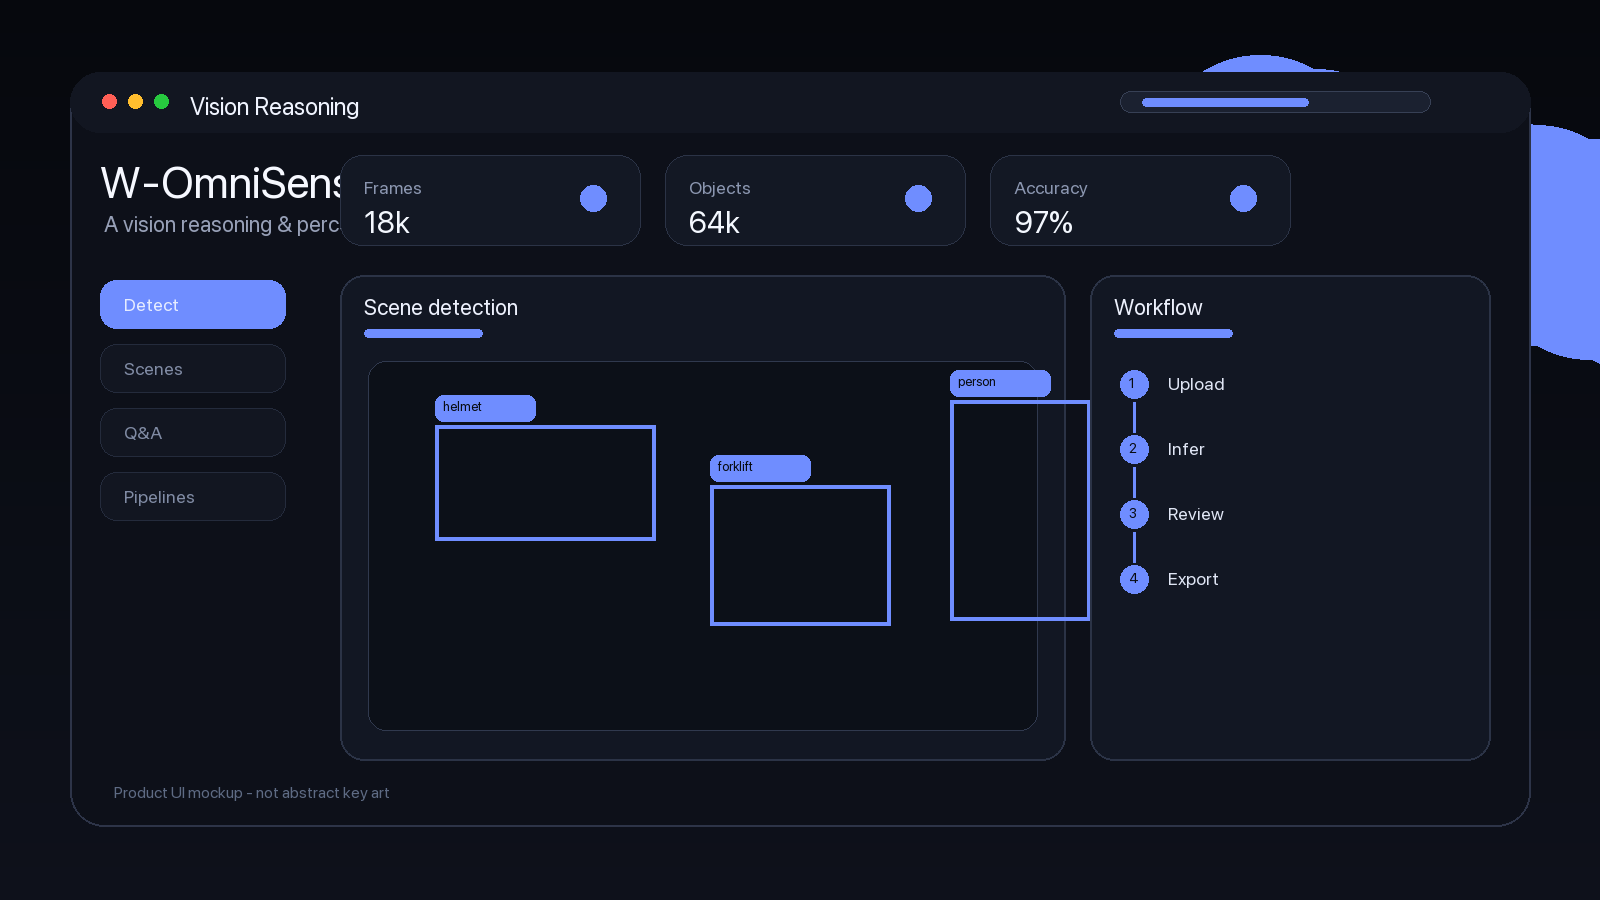 Vision Reasoning
W-OmniSens
A vision reasoning & perc
Frames
18k
Objects
64k
Accuracy
97%
Detect
Scenes
Q&A
Pipelines
Scene detection
helmet
forklift
person
Workflow
1 Upload
2 Infer
3 Review
4 Export
Product UI mockup - not abstract key art